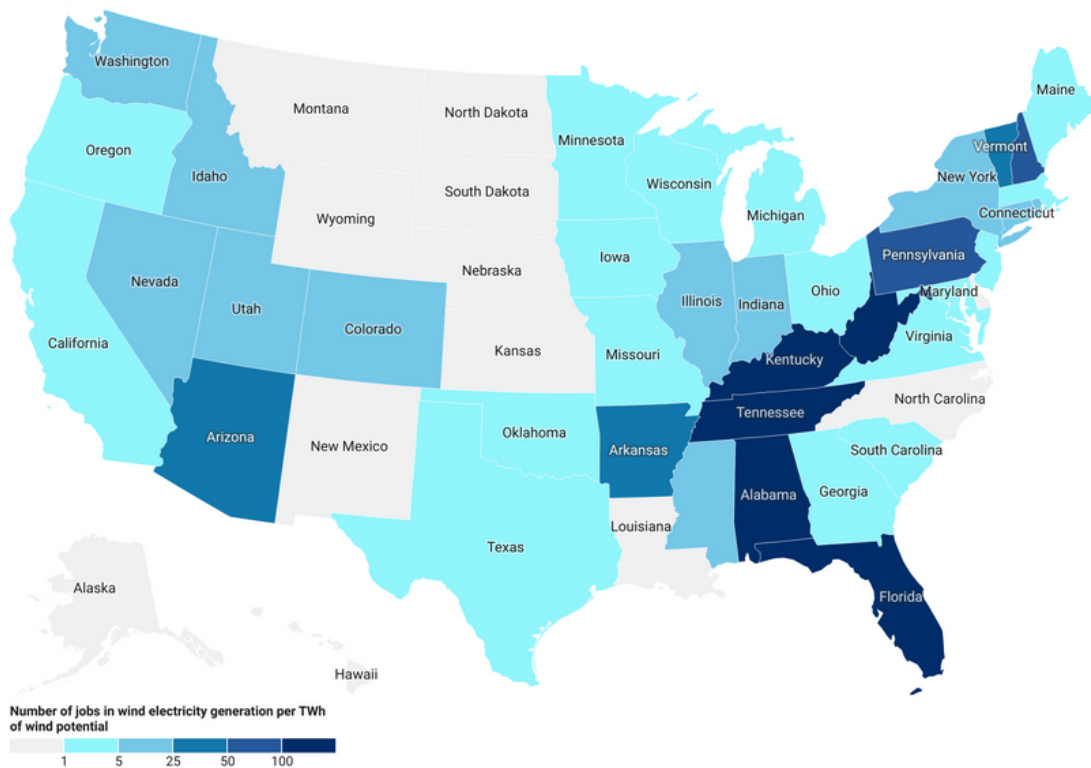 Washington
Montana
North Dakota
Minnesota
Maine
Oregon
Idaho
Vermont
South Dakota
Wisconsin
New York
Wyoming
Michigan
Connecticut
Nebraska
Iowa
Pennsylvania
Nevada
Utah
Colorado
Illinois
Indiana
Ohio
Maryland
California
Kansas
Missouri
Virginia
Kentucky
Arizona
New Mexico
Oklahoma
Arkansas
Tennessee
North Carolina
South Carolina
Alabama
Georgia
Texas
Louisiana
Florida
Alaska
Hawaii
Number of jobs in wind electricity generation per TWh
of wind potential
1 5 25 50 100